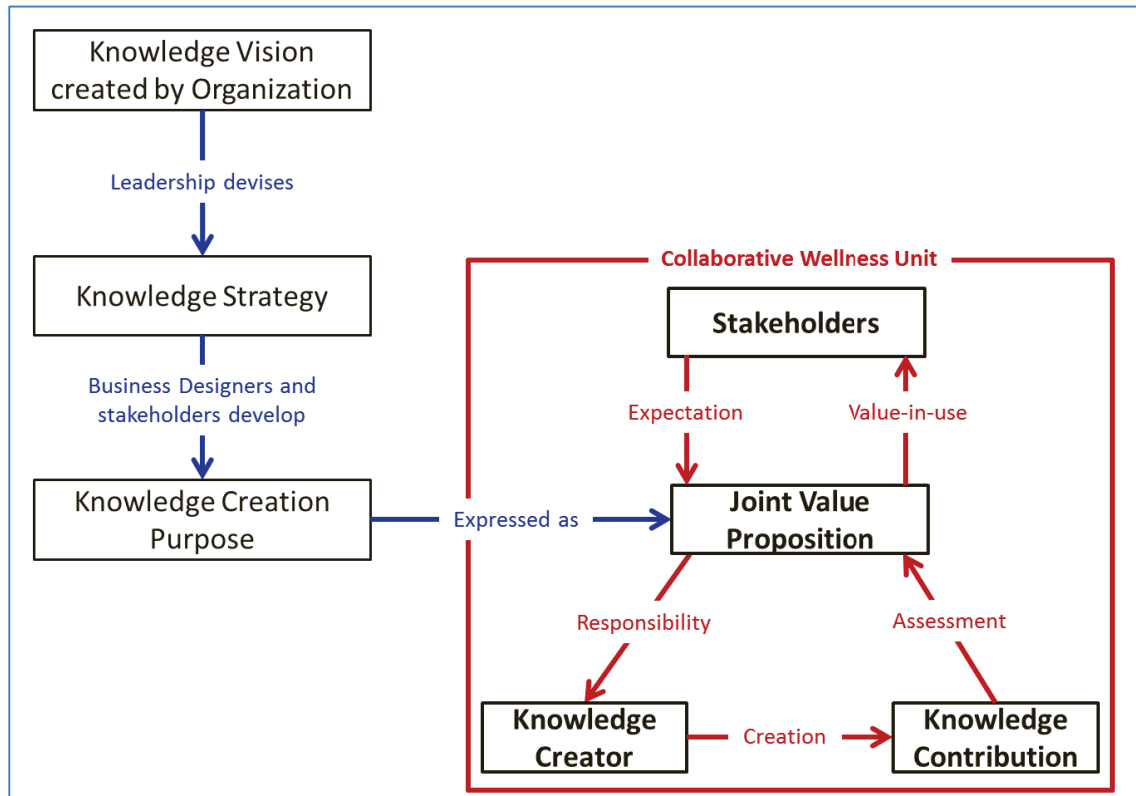 Knowledge Vision
created by Organization
Leadership devises
Knowledge Strategy
Business Designers and
stakeholders develop
Knowledge Creation
Purpose
Expressed as
Collaborative Wellness Unit
Stakeholders
Expectation
Value-in-use
Joint Value
Proposition
Responsibility
Assessment
Knowledge
Creator
Creation
Knowledge
Contribution